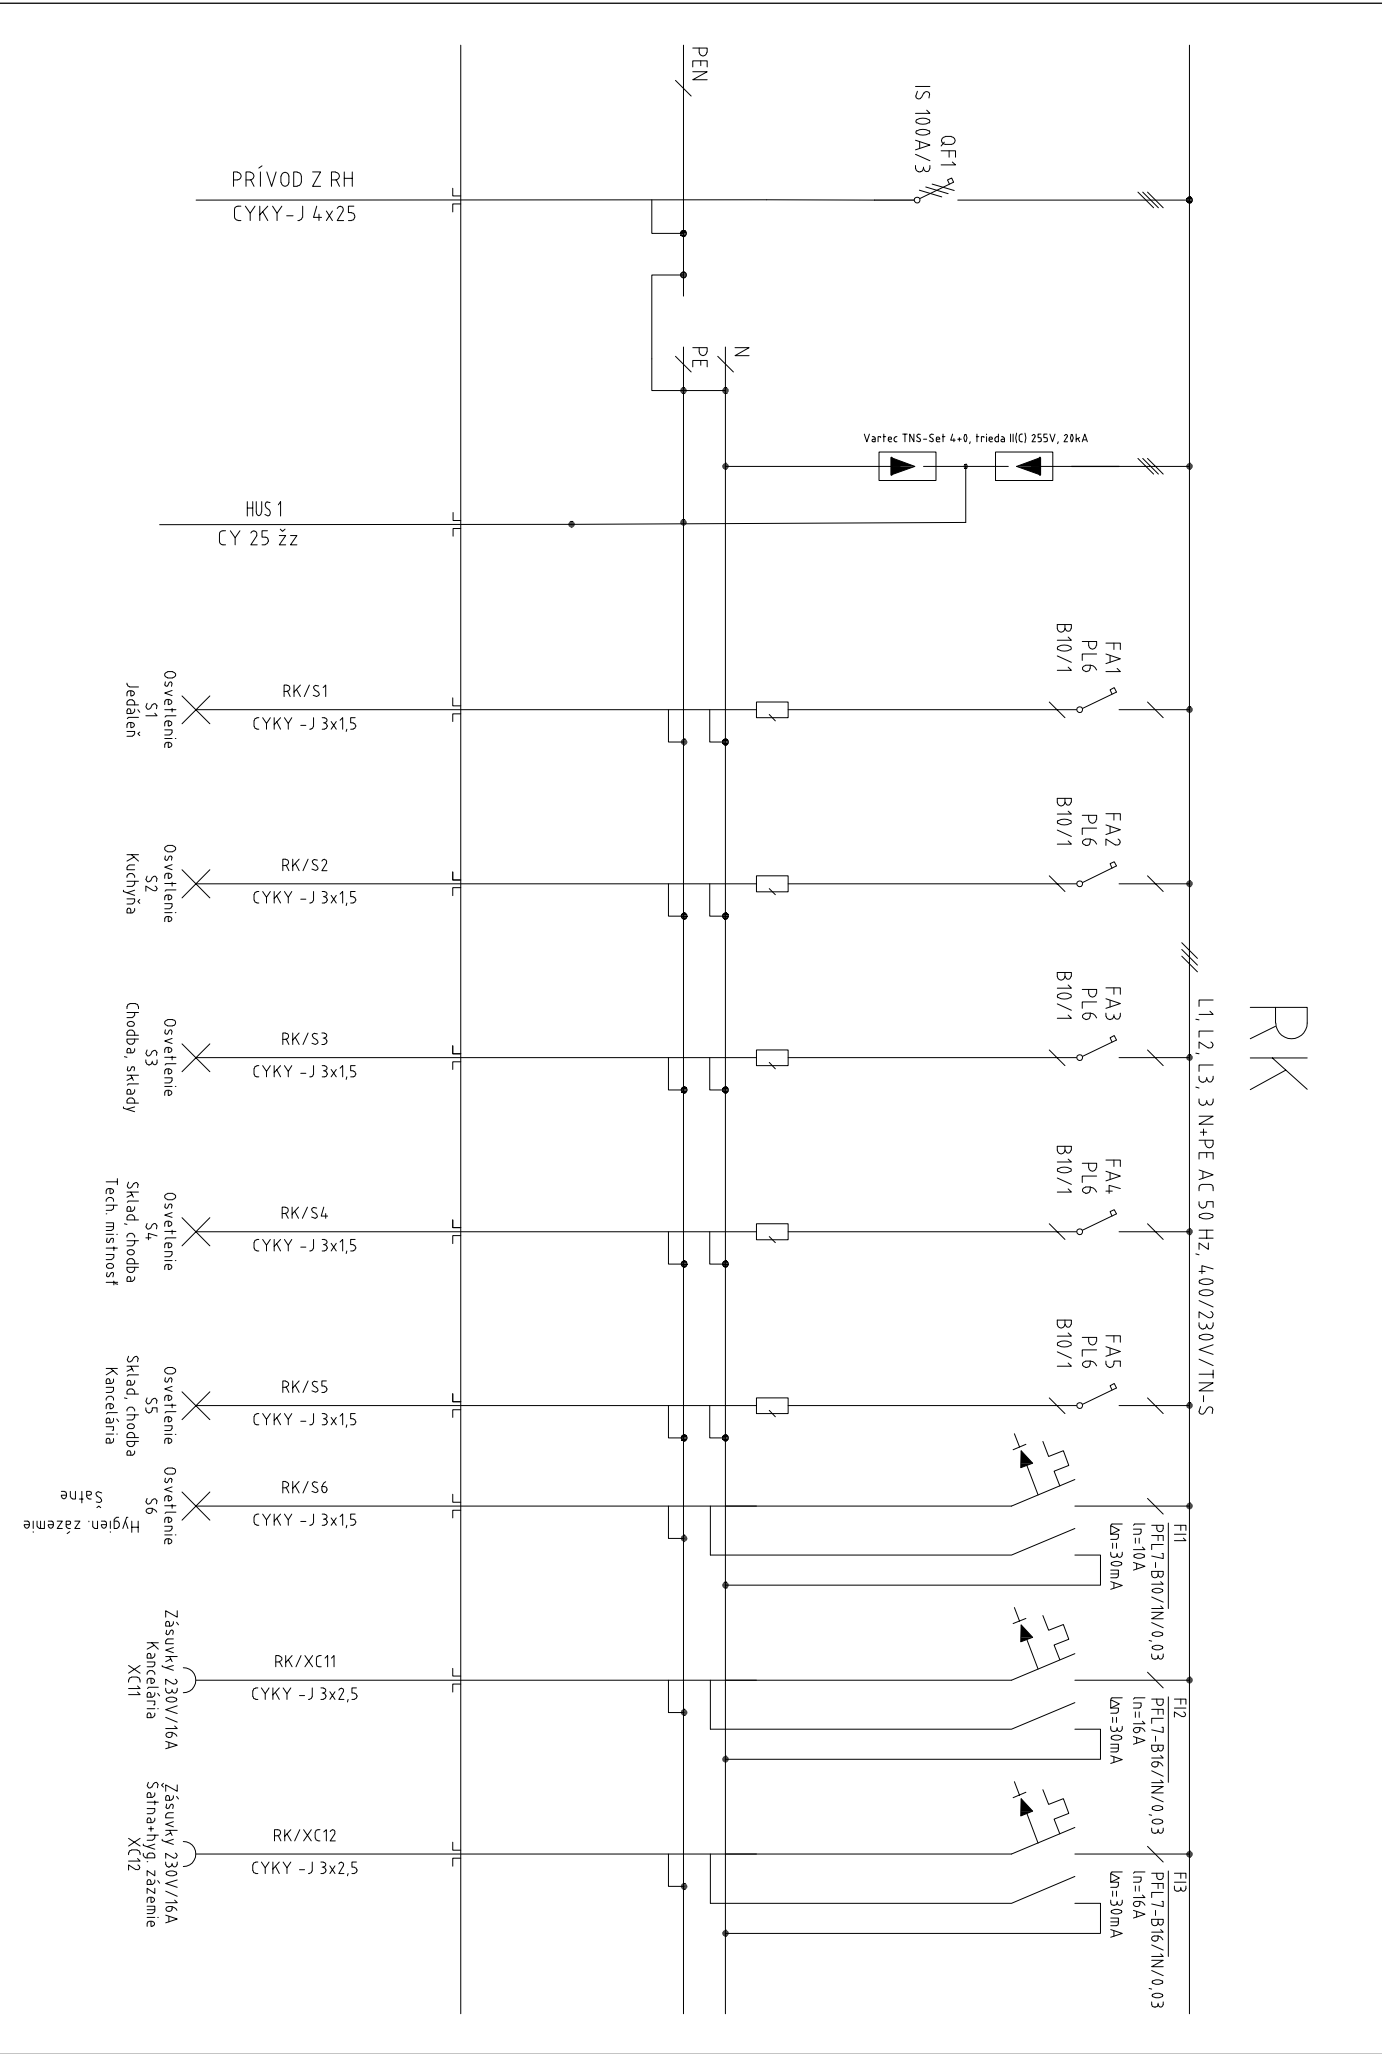 RK
L1, L2, L3, 3 N+PE AC 50 Hz, 400/230V/TN-S
PEN
QF1
IS 100A/3
PRÍVOD Z RH
CYKY-J 4x25
PE
N
Vartec TNS-Set 4+0, trieda II(C) 255V, 20kA
HUS 1
CY 25 žz
FA1
PL6
B10/1
RK/S1
CYKY -J 3x1,5
Osvetlenie
S1
Jedáleň
FA2
PL6
B10/1
RK/S2
CYKY -J 3x1,5
Osvetlenie
S2
Kuchyňa
FA3
PL6
B10/1
RK/S3
CYKY -J 3x1,5
Osvetlenie
S3
Chodba, sklady
FA4
PL6
B10/1
RK/S4
CYKY -J 3x1,5
Osvetlenie
S4
Sklad, chodba
Tech. mistnosť
FA5
PL6
B10/1
RK/S5
CYKY -J 3x1,5
Osvetlenie
S5
Sklad, chodba
Kancelária
FI1
PFL7-B10/1N/0,03
In=10A
IΔn=30mA
RK/S6
CYKY -J 3x1,5
Osvetlenie
S6
Hygien. zázemie
Šatne
FI2
PFL7-B16/1N/0,03
In=16A
IΔn=30mA
RK/XC11
CYKY -J 3x2,5
Zásuvky 230V/16A
Kancelária
XC11
FI3
PFL7-B16/1N/0,03
In=16A
IΔn=30mA
RK/XC12
CYKY -J 3x2,5
Zásuvky 230V/16A
Šatna+hyg. zázemie
XC12